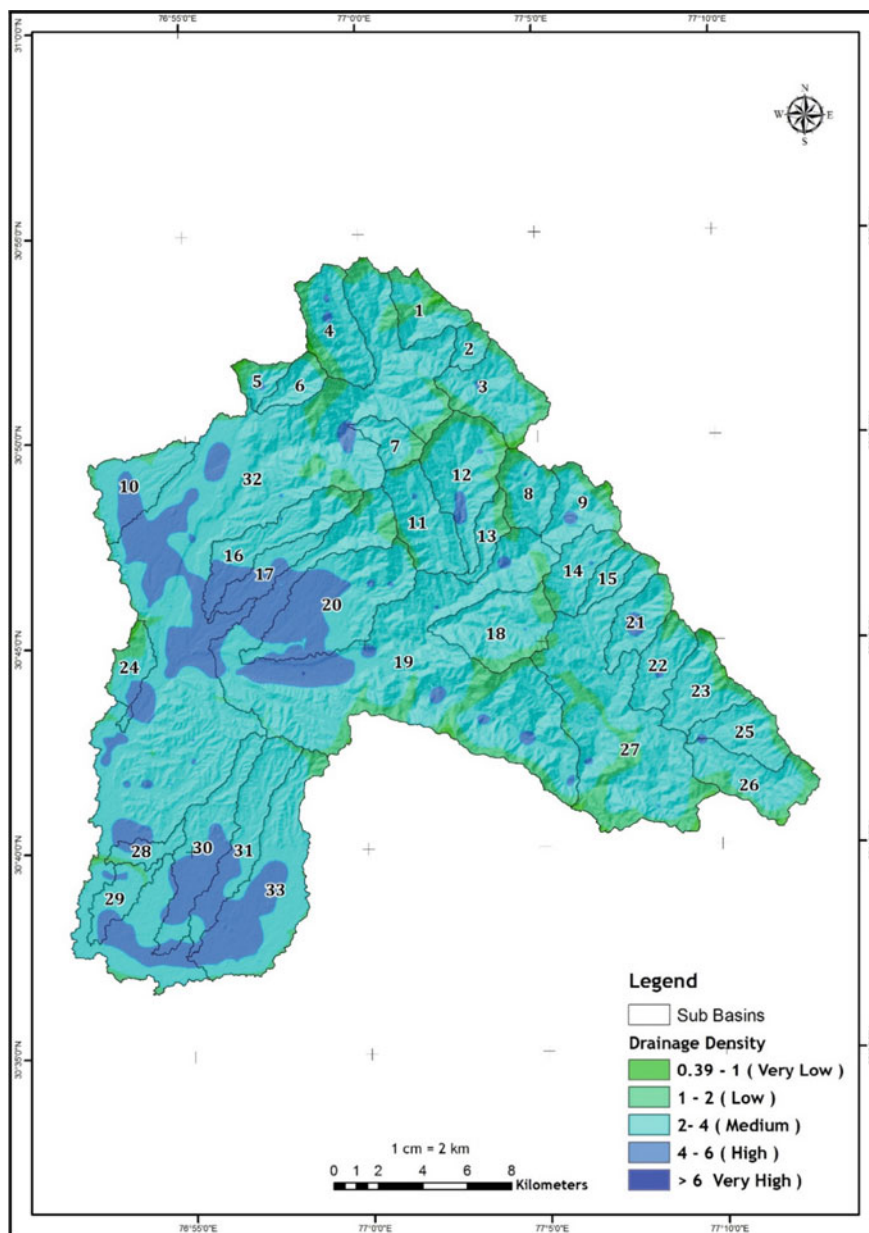 76°55'0"E 77°0'0"E 77°5'0"E 77°10'0"E
31°0'0"N
N
W E
S
30°55'0"N
1
4
2
5 6 3
30°50'0"N
7
32 12
10 8 9
11
13
16
17 14 15
20
21
18
30°45'0"N
24 19 22
23
25
27
26
30°40'0"N
28 30 31
29 33
30°35'0"N
Legend
Sub Basins
Drainage Density
0.39 - 1 ( Very Low )
1 - 2 ( Low )
2- 4 ( Medium )
4 - 6 ( High )
> 6 Very High )
1 cm = 2 km
0 1 2 4 6 8
Kilometers
76°55'0"E 77°0'0"E 77°5'0"E 77°10'0"E